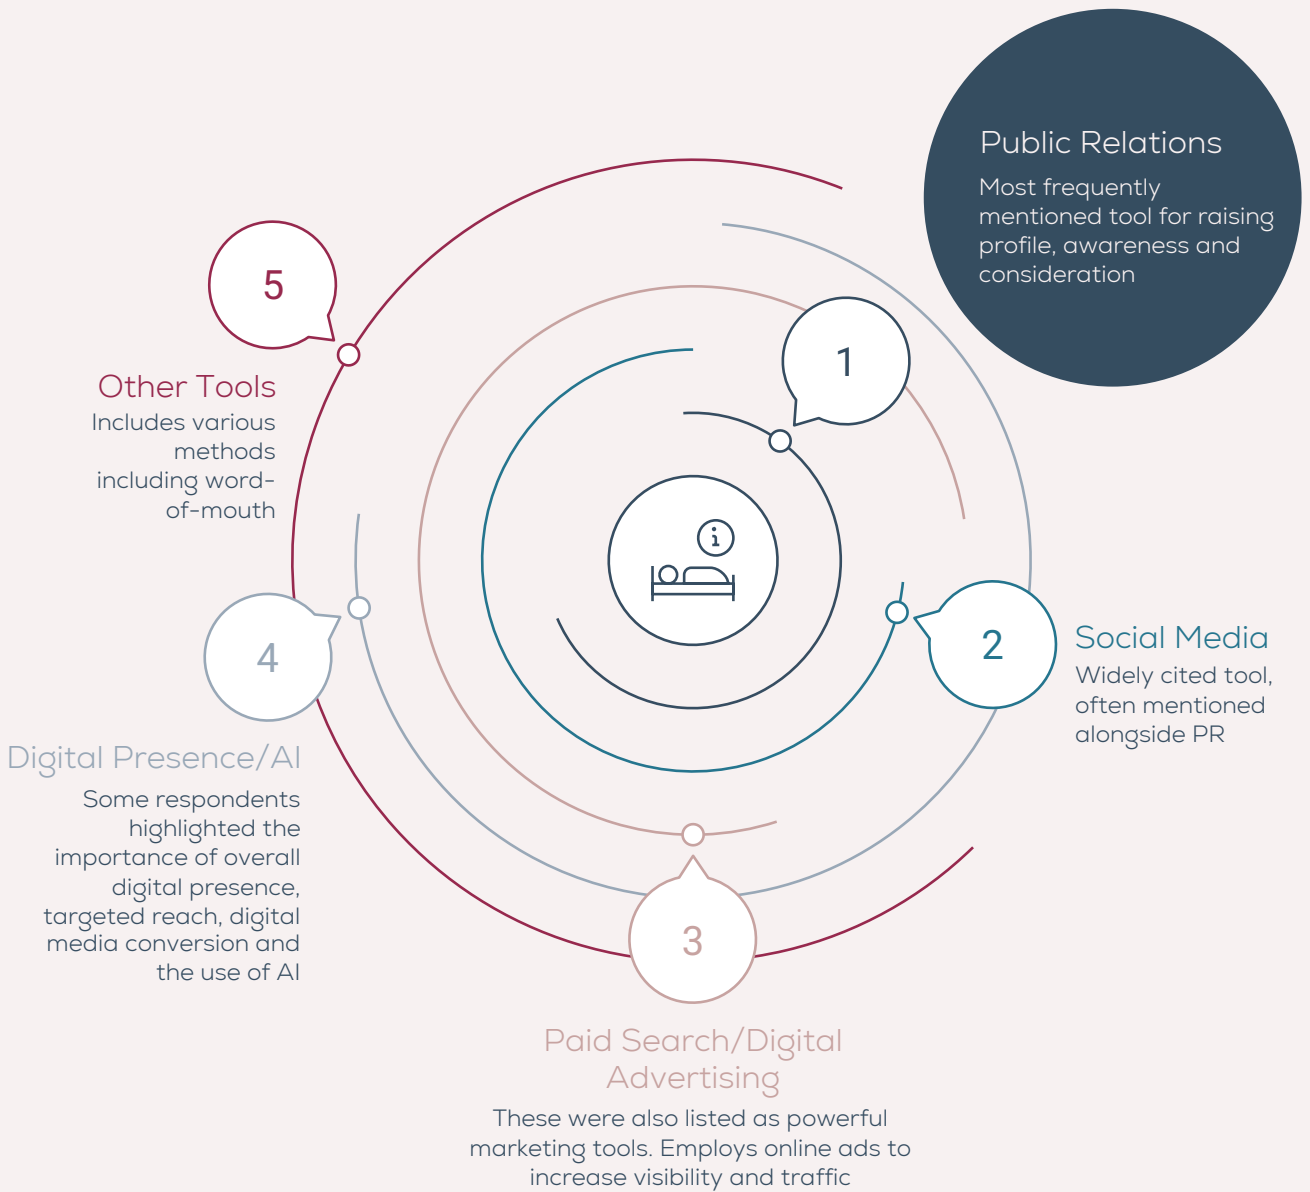 1
Public Relations
Most frequently
mentioned tool for raising
profile, awareness and
consideration
2
Social Media
Widely cited tool,
often mentioned
alongside PR
3
Paid Search/Digital
Advertising
These were also listed as powerful
marketing tools. Employs online ads to
increase visibility and traffic
4
Digital Presence/AI
Some respondents
highlighted the
importance of overall
digital presence,
targeted reach, digital
media conversion and
the use of AI
5
Other Tools
Includes various
methods
including word-
of-mouth
i